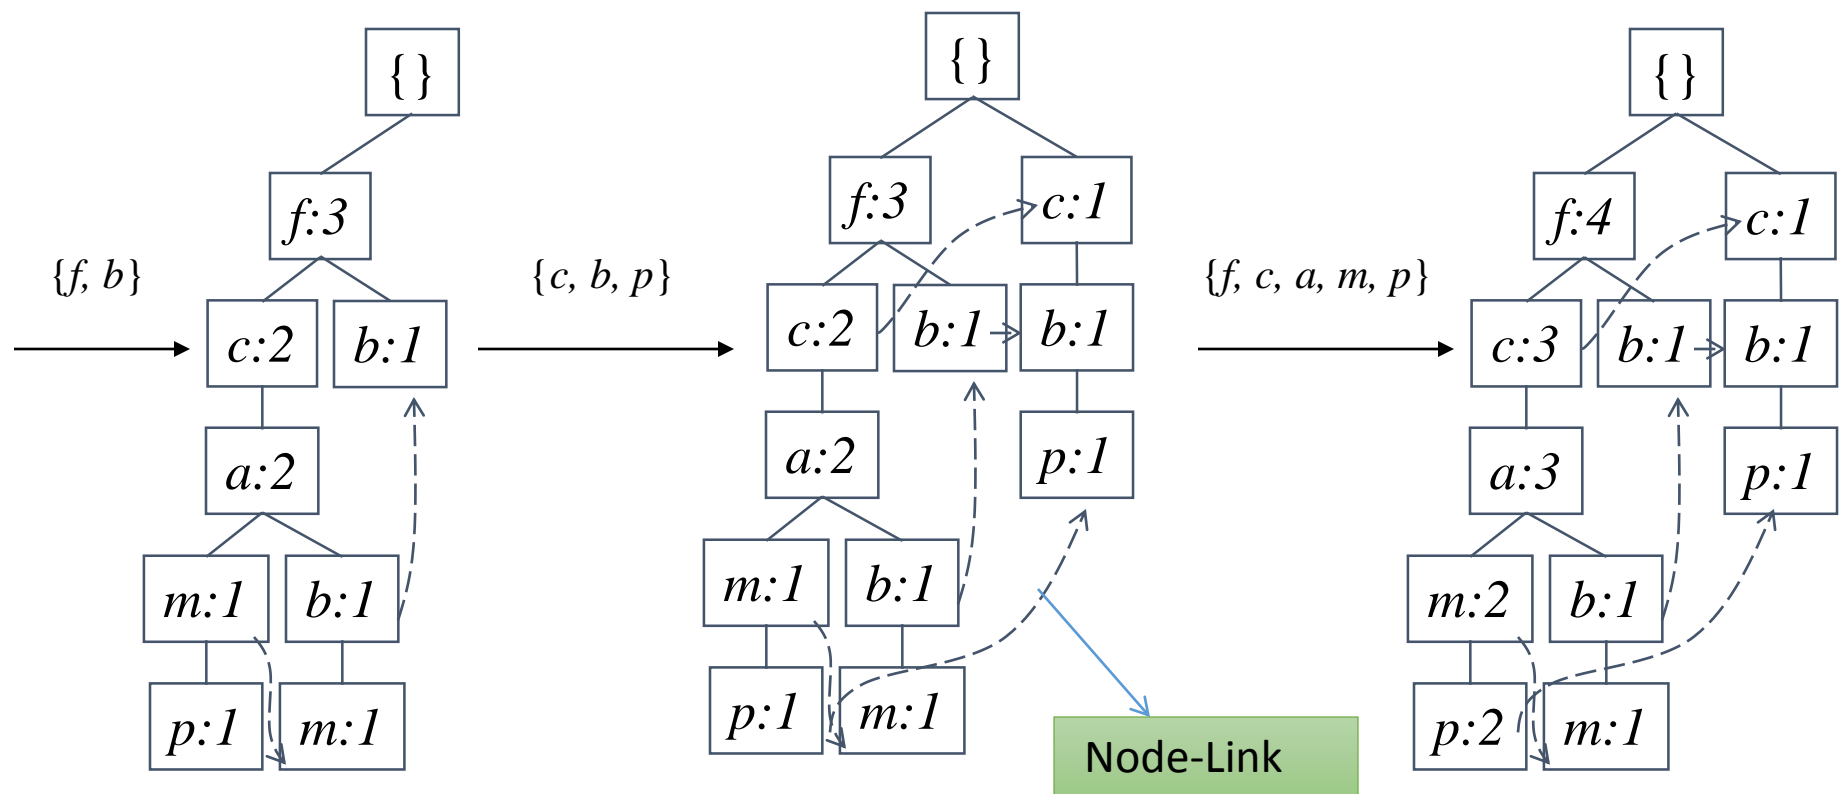 {f, b}
{}
f:3
c:2 b:1
a:2
m:1 b:1
p:1 m:1
{c, b, p}
{}
f:3 c:1
c:2 b:1 b:1
a:2 p:1
m:1 b:1
p:1 m:1
Node-Link
{f, c, a, m, p}
{}
f:4 c:1
c:3 b:1 b:1
a:3 p:1
m:2 b:1
p:2 m:1